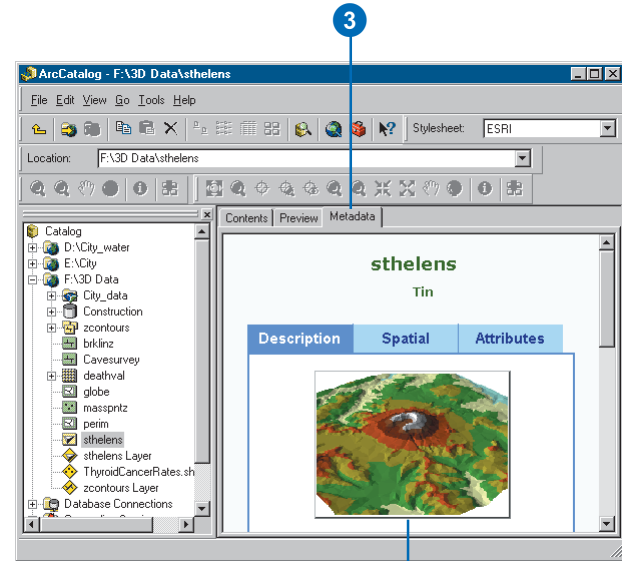 3
ArcCatalog - F:\3D Data\sthelens
File Edit View Go Tools Help
Stylesheet: ESRI
Location: F:\3D Data\sthelens
Catalog
D:\City_water
E:\City
F:\3D Data
City_data
Construction
zcontours
brklinz
Cavesurvey
deathval
globe
masspntz
perim
sthelens
sthelens Layer
ThyroidCancerRates.sh
zcontours Layer
Database Connections
Contents Preview Metadata
sthelens
Tin
Description Spatial Attributes